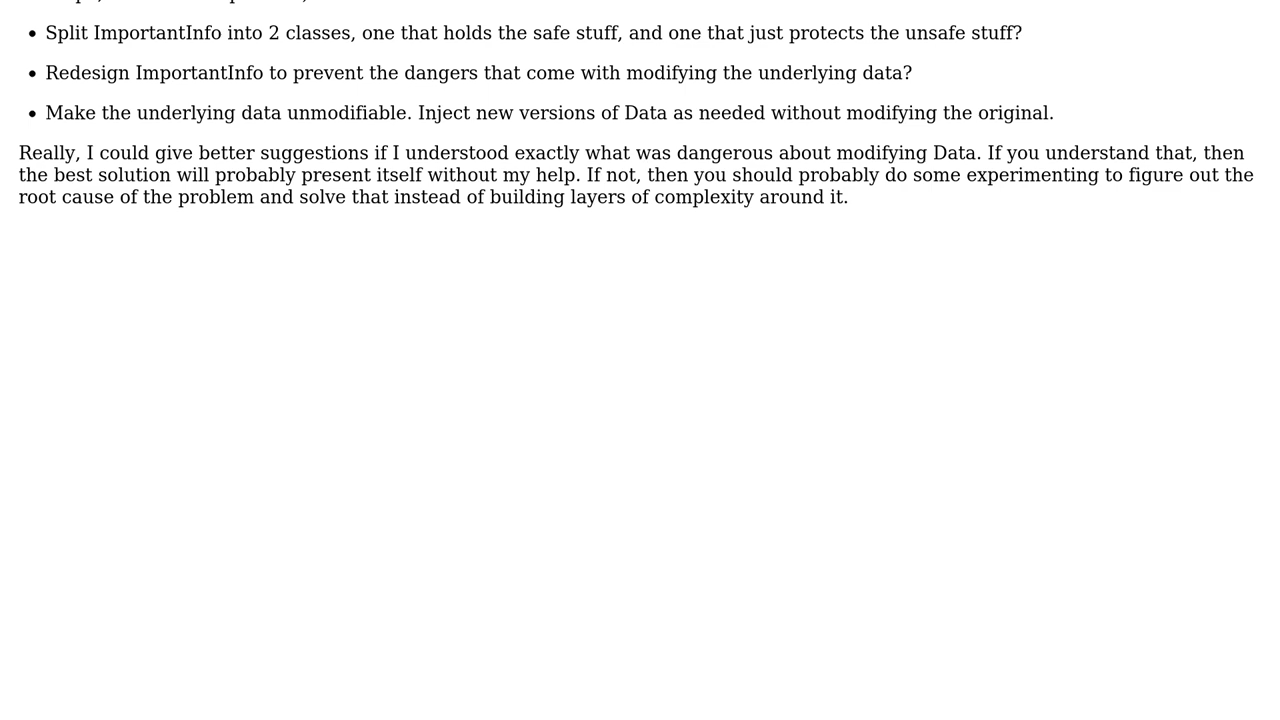 Split ImportantInfo into 2 classes, one that holds the safe stuff, and one that just protects the unsafe stuff?
Redesign ImportantInfo to prevent the dangers that come with modifying the underlying data?
Make the underlying data unmodifiable. Inject new versions of Data as needed without modifying the original.
Really, I could give better suggestions if I understood exactly what was dangerous about modifying Data. If you understand that, then
the best solution will probably present itself without my help. If not, then you should probably do some experimenting to figure out the
root cause of the problem and solve that instead of building layers of complexity around it.